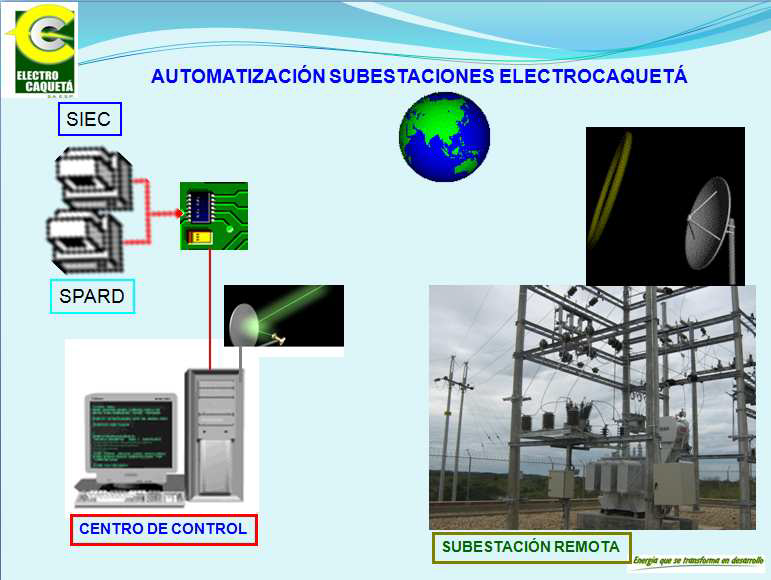 ELECTRO
CAQUETÁ
S.A. E.S.P.
AUTOMATIZACIÓN SUBESTACIONES ELECTROCAQUETÁ
SIEC
SPARD
CENTRO DE CONTROL
SUBESTACIÓN REMOTA
Energía que se transforma en desarrollo